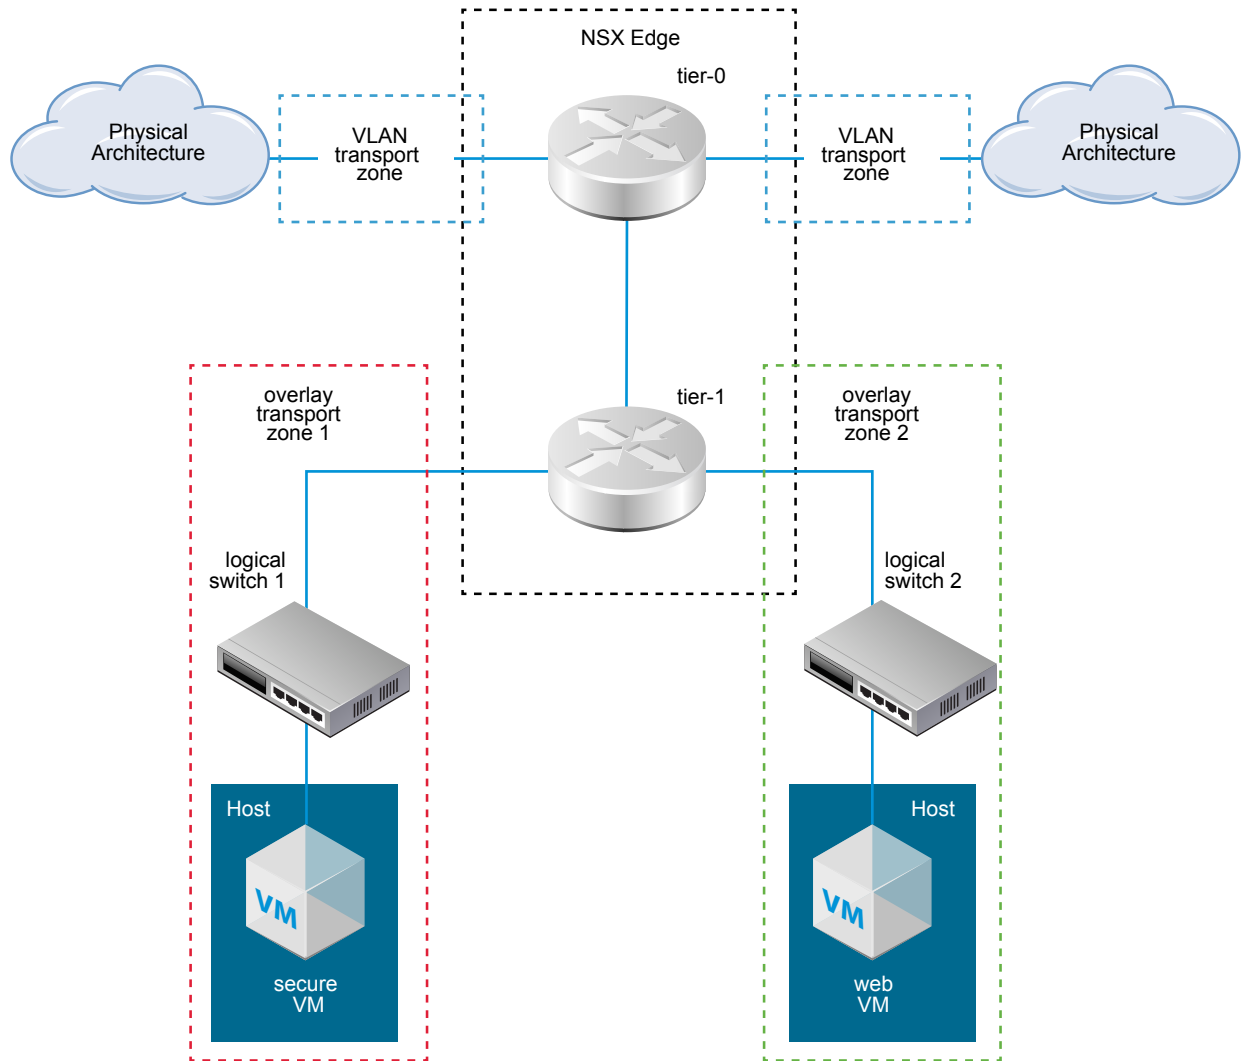 NSX Edge
tier-0
Physical
Architecture
VLAN
transport
zone
VLAN
transport
zone
Physical
Architecture
overlay
transport
zone 1
tier-1
overlay
transport
zone 2
logical
switch 1
logical
switch 2
Host
VM
secure
VM
Host
VM
web
VM